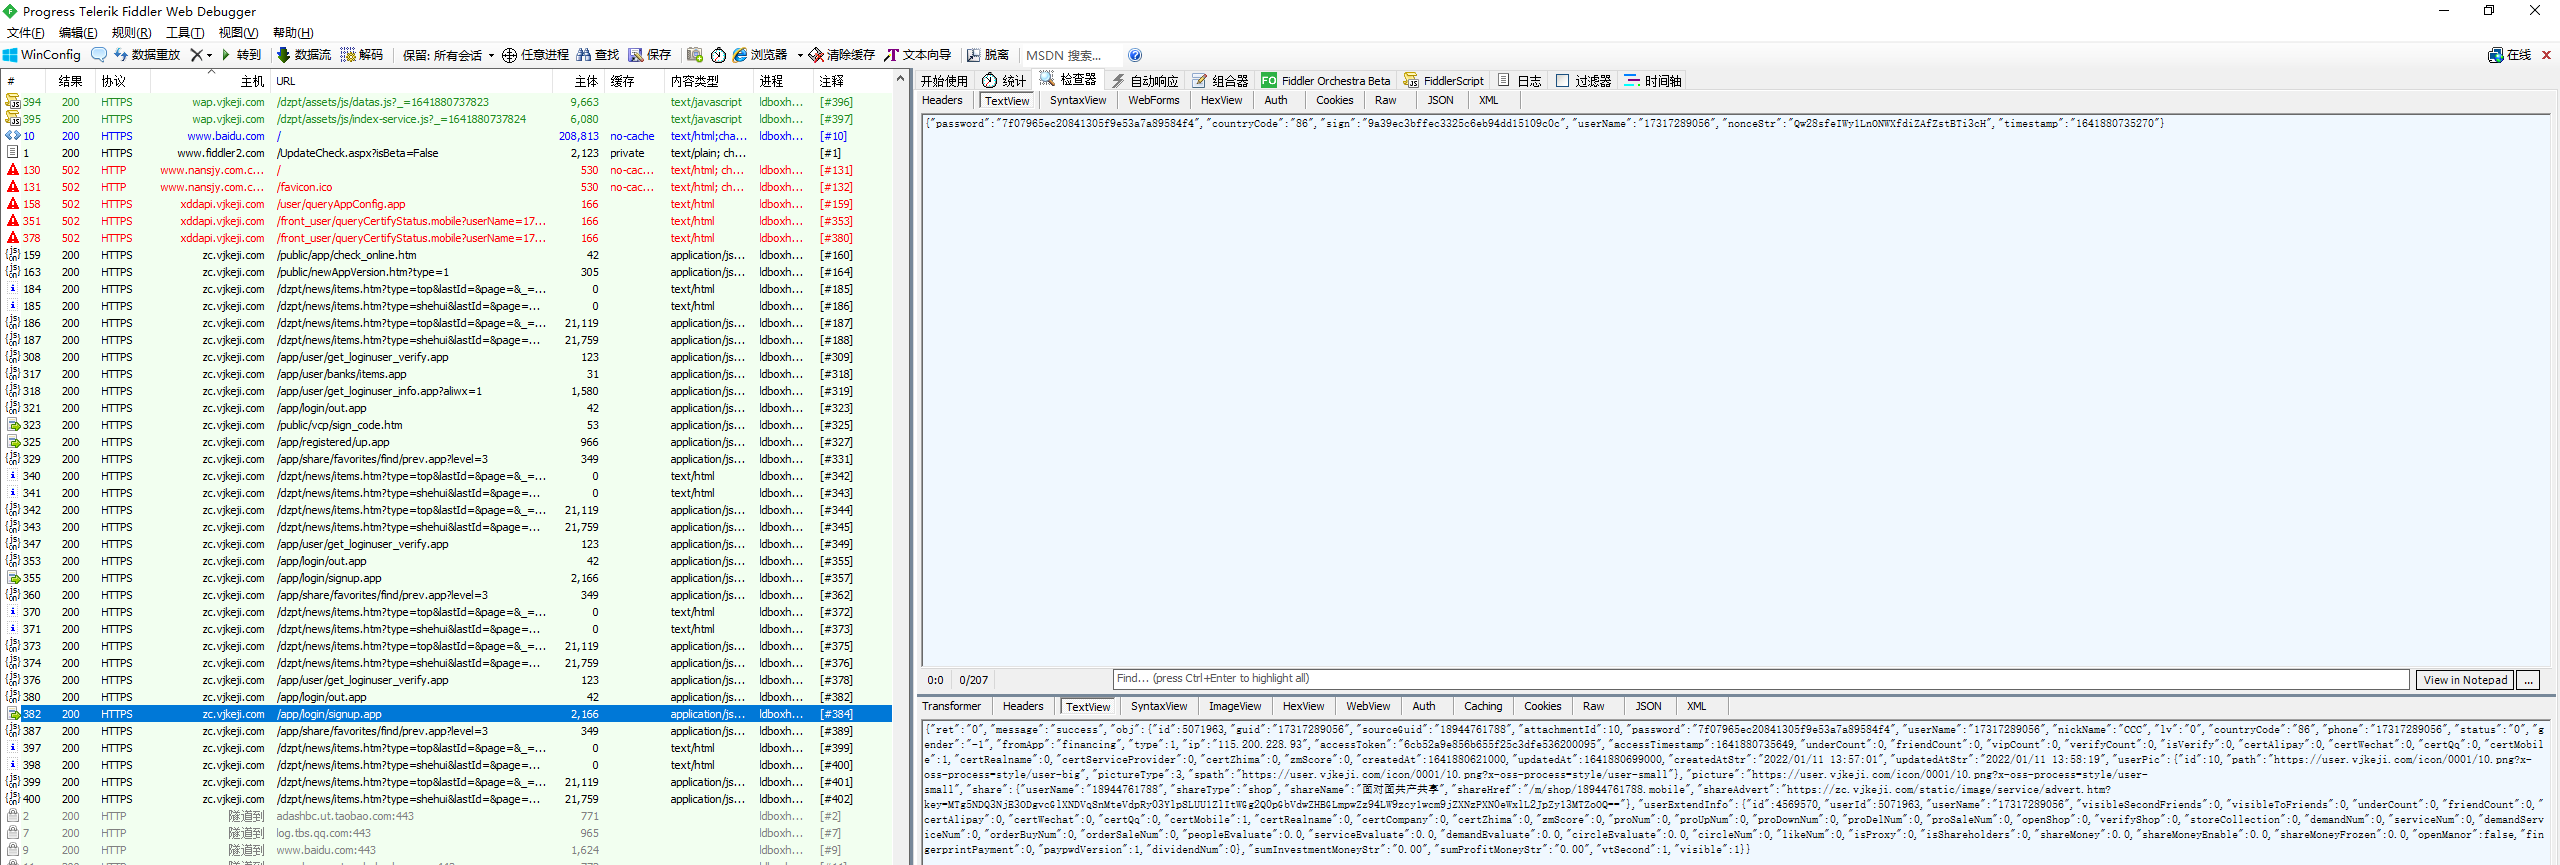 Progress Telerik Fiddler Web Debugger
文件(F) 编辑(E) 规则(R) 工具(T) 视图(V) 帮助(H)
WinConfig 数据重放 转到 数据流 解码 保留: 所有会话 任意进程 查找 保存 浏览器 清除缓存 文本向导 脱离 MSDN 搜索... 在线
# 结果 协议 主机 URL 主体 缓存 内容类型 进程 注释
394 200 HTTPS wap.vjkeji.com /dzpt/assets/js/datas.js?_=1641880737823 9,663 text/javascript ldboxh... [#396]
395 200 HTTPS wap.vjkeji.com /dzpt/assets/js/index-service.js?_=1641880737824 6,080 text/javascript ldboxh... [#397]
10 200 HTTPS www.baidu.com / 208,813 no-cache text/html;cha... ldboxh... [#10]
1 200 HTTPS www.fiddler2.com /UpdateCheck.aspx?isBeta=False 2,123 private text/plain; ch... [#1]
130 502 HTTP www.nansjy.com.c... / 530 no-cac... text/html; ch... ldboxh... [#131]
131 502 HTTP www.nansjy.com.c... /favicon.ico 530 no-cac... text/html; ch... ldboxh... [#132]
158 502 HTTPS xddapi.vjkeji.com /user/queryAppConfig.app 166 text/html ldboxh... [#159]
351 502 HTTPS xddapi.vjkeji.com /front_user/queryCertifyStatus.mobile?userName=17... 166 text/html ldboxh... [#353]
378 502 HTTPS xddapi.vjkeji.com /front_user/queryCertifyStatus.mobile?userName=17... 166 text/html ldboxh... [#380]
159 200 HTTPS zc.vjkeji.com /public/app/check_online.htm 42 application/js... ldboxh... [#160]
163 200 HTTPS zc.vjkeji.com /public/newAppVersion.htm?type=1 305 application/js... ldboxh... [#164]
184 200 HTTPS zc.vjkeji.com /dzpt/news/items.htm?type=top&lastId=&page=&_=... 0 text/html ldboxh... [#185]
185 200 HTTPS zc.vjkeji.com /dzpt/news/items.htm?type=shehui&lastId=&page=... 0 text/html ldboxh... [#186]
186 200 HTTPS zc.vjkeji.com /dzpt/news/items.htm?type=top&lastId=&page=&_=... 21,119 application/js... ldboxh... [#187]
187 200 HTTPS zc.vjkeji.com /dzpt/news/items.htm?type=shehui&lastId=&page=... 21,759 application/js... ldboxh... [#188]
308 200 HTTPS zc.vjkeji.com /app/user/get_loginuser_verify.app 123 application/js... ldboxh... [#309]
317 200 HTTPS zc.vjkeji.com /app/user/banks/items.app 31 application/js... ldboxh... [#318]
318 200 HTTPS zc.vjkeji.com /app/user/get_loginuser_info.app?aliwx=1 1,580 application/js... ldboxh... [#319]
321 200 HTTPS zc.vjkeji.com /app/login/out.app 42 application/js... ldboxh... [#323]
323 200 HTTPS zc.vjkeji.com /public/vcp/sign_code.htm 53 application/js... ldboxh... [#325]
325 200 HTTPS zc.vjkeji.com /app/registered/up.app 966 application/js... ldboxh... [#327]
329 200 HTTPS zc.vjkeji.com /app/share/favorites/find/prev.app?level=3 349 application/js... ldboxh... [#331]
340 200 HTTPS zc.vjkeji.com /dzpt/news/items.htm?type=top&lastId=&page=&_=... 0 text/html ldboxh... [#342]
341 200 HTTPS zc.vjkeji.com /dzpt/news/items.htm?type=shehui&lastId=&page=... 0 text/html ldboxh... [#343]
342 200 HTTPS zc.vjkeji.com /dzpt/news/items.htm?type=top&lastId=&page=&_=... 21,119 application/js... ldboxh... [#344]
343 200 HTTPS zc.vjkeji.com /dzpt/news/items.htm?type=shehui&lastId=&page=... 21,759 application/js... ldboxh... [#345]
347 200 HTTPS zc.vjkeji.com /app/user/get_loginuser_verify.app 123 application/js... ldboxh... [#349]
353 200 HTTPS zc.vjkeji.com /app/login/out.app 42 application/js... ldboxh... [#355]
355 200 HTTPS zc.vjkeji.com /app/login/signup.app 2,166 application/js... ldboxh... [#357]
360 200 HTTPS zc.vjkeji.com /app/share/favorites/find/prev.app?level=3 349 application/js... ldboxh... [#362]
370 200 HTTPS zc.vjkeji.com /dzpt/news/items.htm?type=top&lastId=&page=&_=... 0 text/html ldboxh... [#372]
371 200 HTTPS zc.vjkeji.com /dzpt/news/items.htm?type=shehui&lastId=&page=... 0 text/html ldboxh... [#373]
373 200 HTTPS zc.vjkeji.com /dzpt/news/items.htm?type=top&lastId=&page=&_=... 21,119 application/js... ldboxh... [#375]
374 200 HTTPS zc.vjkeji.com /dzpt/news/items.htm?type=shehui&lastId=&page=... 21,759 application/js... ldboxh... [#376]
376 200 HTTPS zc.vjkeji.com /app/user/get_loginuser_verify.app 123 application/js... ldboxh... [#378]
380 200 HTTPS zc.vjkeji.com /app/login/out.app 42 application/js... ldboxh... [#382]
382 200 HTTPS zc.vjkeji.com /app/login/signup.app 2,166 application/js... ldboxh... [#384]
387 200 HTTPS zc.vjkeji.com /app/share/favorites/find/prev.app?level=3 349 application/js... ldboxh... [#389]
397 200 HTTPS zc.vjkeji.com /dzpt/news/items.htm?type=top&lastId=&page=&_=... 0 text/html ldboxh... [#399]
398 200 HTTPS zc.vjkeji.com /dzpt/news/items.htm?type=shehui&lastId=&page=... 0 text/html ldboxh... [#400]
399 200 HTTPS zc.vjkeji.com /dzpt/news/items.htm?type=top&lastId=&page=&_=... 21,119 application/js... ldboxh... [#401]
400 200 HTTPS zc.vjkeji.com /dzpt/news/items.htm?type=shehui&lastId=&page=... 21,759 application/js... ldboxh... [#402]
2 200 HTTP 隧道到 adashbc.ut.taobao.com:443 771 ldboxh... [#2]
7 200 HTTP 隧道到 log.tbs.qq.com:443 965 ldboxh... [#7]
9 200 HTTP 隧道到 www.baidu.com:443 1,624 ldboxh... [#9]
开始使用 统计 检查器 自动响应 组合器 Fiddler Orchestra Beta FiddlerScript 日志 过滤器 时间轴
Headers TextView SyntaxView WebForms HexView Auth Cookies Raw JSON XML
{"password":"7f07965ec20841305f9e53a7a89584f4","countryCode":"86","sign":"9a39ec3bffec3325c6eb94dd15109c0c","userName":"17317289056","nonceStr":"Qw28sfeIWylLnONWXfdiZAfZstBTi3cH","timestamp":"1641880735270"}
0:0 0/207 Find... (press Ctrl+Enter to highlight all) View in Notepad ...
Transformer Headers TextView SyntaxView ImageView HexView WebView Auth Caching Cookies Raw JSON XML
{"ret":"0","message":"success","obj":{"id":5071963,"guid":"17317289056","sourceGuid":"18944761788","attachmentId":10,"password":"7f07965ec20841305f9e53a7a89584f4","userName":"17317289056","nickName":"CCC","lv":"0","countryCode":"86","phone":"17317289056","status":"0","g
ender":"-1","fromApp":"financing","type":1,"ip":"115.200.228.93","accessToken":"6cb52a9e856b655f25c3dfe536200095","accessTimestamp":1641880735649,"underCount":0,"friendCount":0,"vipCount":0,"verifyCount":0,"isVerify":0,"certAlipay":0,"certWechat":0,"certQq":0,"certMobil
e":1,"certRealname":0,"certServiceProvider":0,"certZhima":0,"zmScore":0,"createdAt":1641880621000,"updatedAt":1641880699000,"createdAtStr":"2022/01/11 13:57:01","updatedAtStr":"2022/01/11 13:58:19","userPic":{"id":10,"path":"https://user.vjkeji.com/icon/0001/10.png?x-
oss-process=style/user-big","pictureType":3,"spath":"https://user.vjkeji.com/icon/0001/10.png?x-oss-process=style/user-small"},"picture":"https://user.vjkeji.com/icon/0001/10.png?x-oss-process=style/user-
small","share":{"userName":"18944761788","shareType":"shop","shareName":"面对面共产共享","shareHref":"/m/shop/18944761788.mobile","shareAdvert":"https://zc.vjkeji.com/static/image/service/advert.htm?
"},"userExtendInfo":{"id":4569570,"userId":5071963,"userName":"17317289056","visibleSecondFriends":0,"visibleToFriends":0,"underCount":0,"friendCount":0,"
certAlipay":0,"certWechat":0,"certQq":0,"certMobile":1,"certRealname":0,"certCompany":0,"certZhima":0,"zmScore":0,"proNum":0,"proUpNum":0,"proDownNum":0,"proDelNum":0,"proSaleNum":0,"openShop":0,"verifyShop":0,"storeCollection":0,"demandNum":0,"serviceNum":0,"demandServ
iceNum":0,"orderBuyNum":0,"orderSaleNum":0,"peopleEvaluate":0.0,"serviceEvaluate":0.0,"demandEvaluate":0.0,"circleEvaluate":0.0,"circleNum":0,"likeNum":0,"isProxy":0,"isShareholders":0,"shareMoney":0.0,"shareMoneyEnable":0.0,"shareMoneyFrozen":0.0,"openManor":false,"fin
gerprintPayment":0,"paypwdVersion":1,"dividendNum":0},"sumInvestmentMoneyStr":"0.00","sumProfitMoneyStr":"0.00","vtSecond":1,"visible":1}}